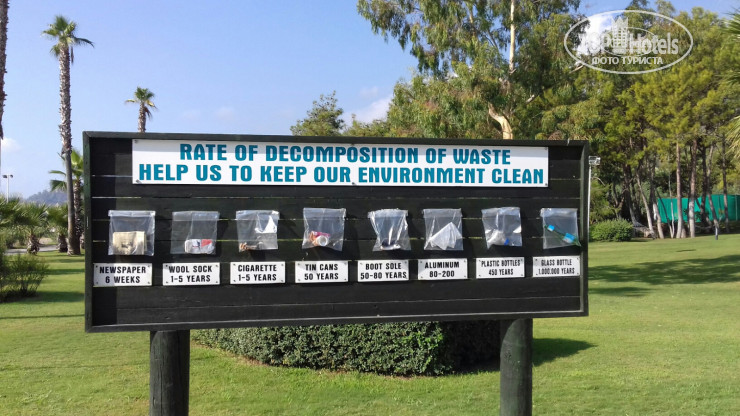 TOP Hotels
ФОТО ТУРИСТА
RATE OF DECOMPOSITION OF WASTE
HELP US TO KEEP OUR ENVIRONMENT CLEAN
NEWSPAPER
6 WEEKS
WOOL SOCK
1-5 YEARS
CIGARETTE
1-5 YEARS
TIN CANS
50 YEARS
BOOT SOLE
50-80 YEARS
ALUMINUM
80-200
PLASTIC BOTTLES
450 YEARS
GLASS BOTTLE
1.000.000 YEARS